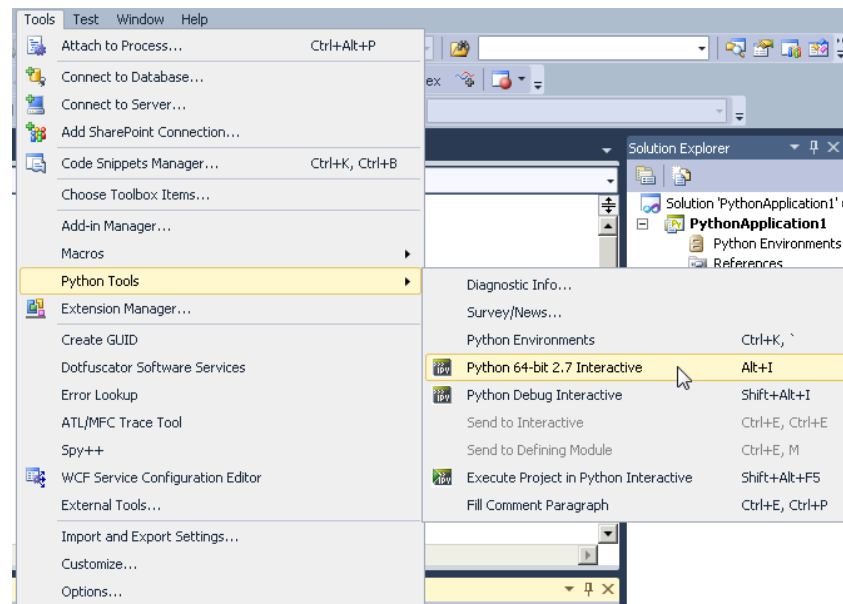 Tools Test Window Help
Attach to Process... Ctrl+Alt+P
Connect to Database...
ex
Connect to Server...
Add SharePoint Connection...
Solution Explorer
Code Snippets Manager... Ctrl+K, Ctrl+B
Choose Toolbox Items...
Solution 'PythonApplication1'
Add-in Manager...
PythonApplication1
Python Environments
Macros
References
Python Tools
Diagnostic Info...
Extension Manager...
Survey/News...
Create GUID
Python Environments Ctrl+K, `
Dotfuscator Software Services
Python 64-bit 2.7 Interactive Alt+I
Error Lookup
Python Debug Interactive Shift+Alt+I
ATL/MFC Trace Tool
Send to Interactive Ctrl+E, Ctrl+E
Spy++
Send to Defining Module Ctrl+E, M
WCF Service Configuration Editor
Execute Project in Python Interactive Shift+Alt+F5
External Tools...
Fill Comment Paragraph Ctrl+E, Ctrl+P
Import and Export Settings...
Customize...
Options...